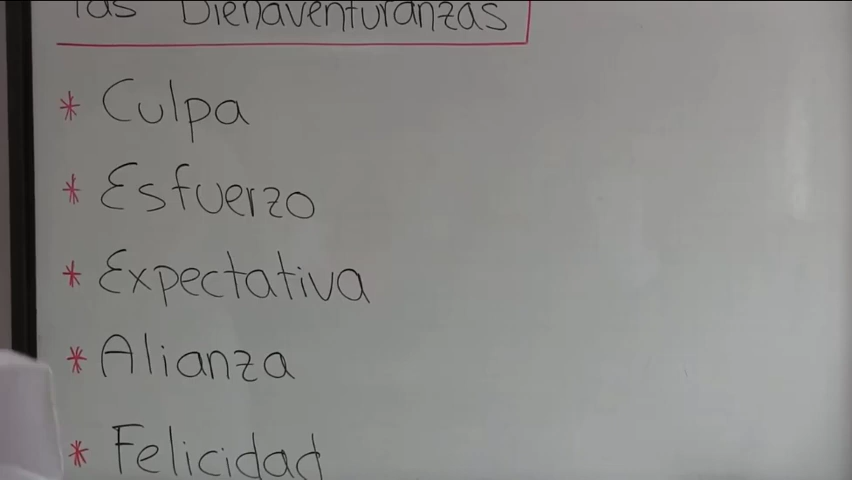 las Bienaventuranzas
* Culpa
* Esfuerzo
* Expectativa
* Alianza
* Felicidad